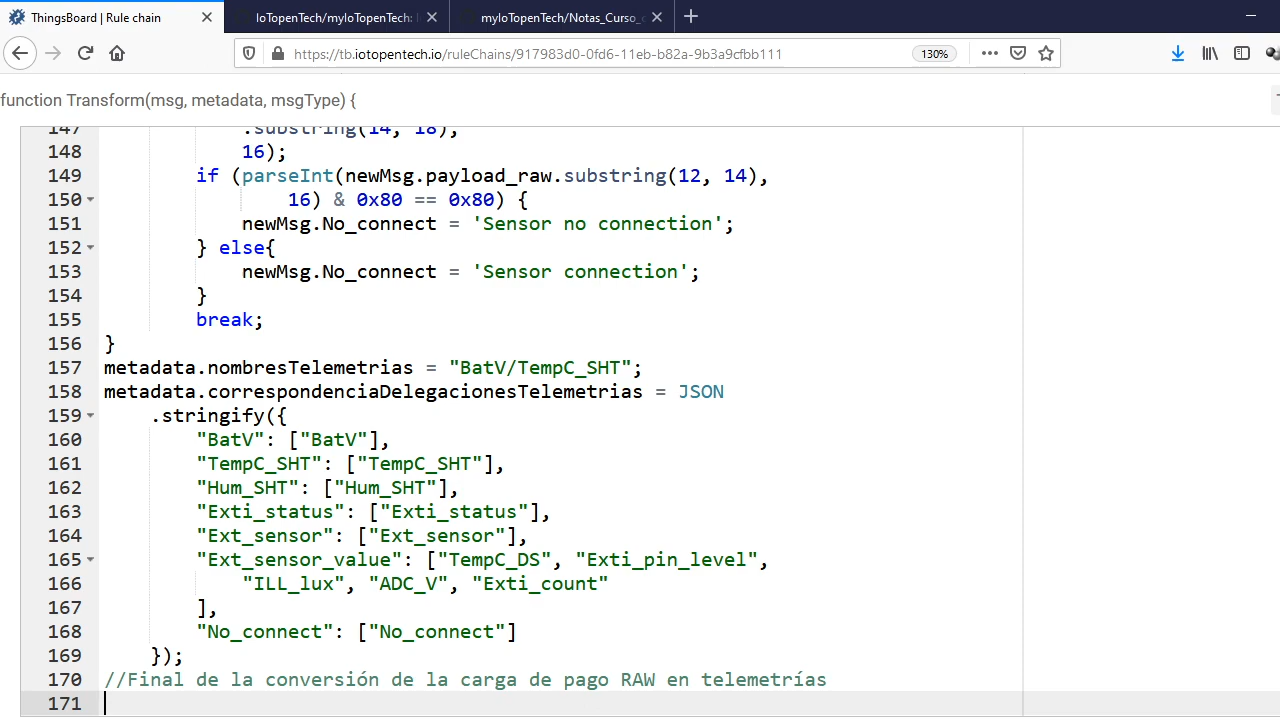 ThingsBoard | Rule chain
IoTopenTech/myIoTopenTech:
myIoTopenTech/Notas_Curso_
https://tb.iotopentech.io/ruleChains/917983d0-0fd6-11eb-b82a-9b3a9cfbb111
130%
function Transform(msg, metadata, msgType) {
147 .substring(14, 18),
148 16);
149 if (parseInt(newMsg.payload_raw.substring(12, 14),
150 16) & 0x80 == 0x80) {
151 newMsg.No_connect = 'Sensor no connection';
152 } else{
153 newMsg.No_connect = 'Sensor connection';
154 }
155 break;
156 }
157 metadata.nombresTelemetrias = "BatV/TempC_SHT";
158 metadata.correspondenciaDelegacionesTelemetrias = JSON
159 .stringify({
160 "BatV": ["BatV"],
161 "TempC_SHT": ["TempC_SHT"],
162 "Hum_SHT": ["Hum_SHT"],
163 "Exti_status": ["Exti_status"],
164 "Ext_sensor": ["Ext_sensor"],
165 "Ext_sensor_value": ["TempC_DS", "Exti_pin_level",
166 "ILL_lux", "ADC_V", "Exti_count"
167 ],
168 "No_connect": ["No_connect"]
169 });
170 //Final de la conversión de la carga de pago RAW en telemetrías
171